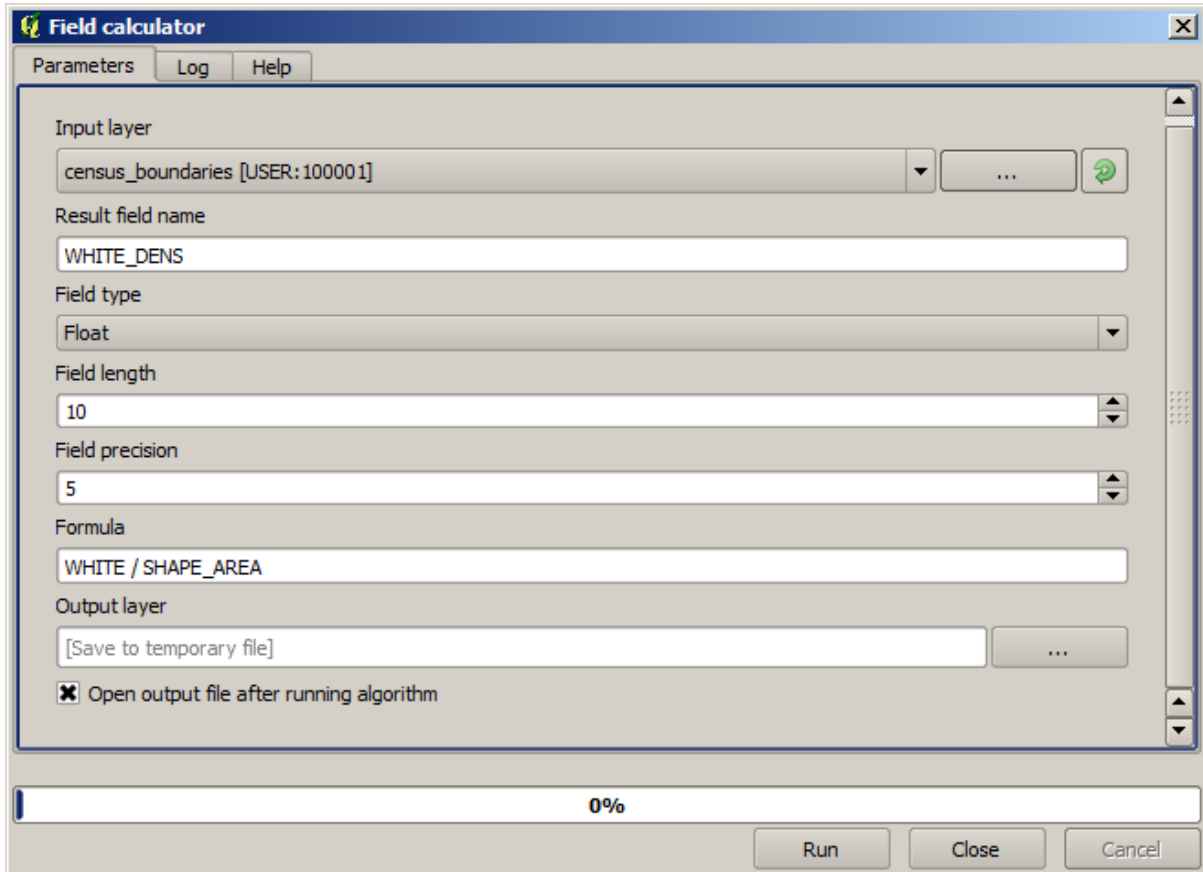 Field calculator
Parameters Log Help
Input layer
census_boundaries [USER:100001] ...
Result field name
WHITE_DENS
Field type
Float
Field length
10
Field precision
5
Formula
WHITE / SHAPE_AREA
Output layer
[Save to temporary file] ...
Open output file after running algorithm
0%
Run Close Cancel